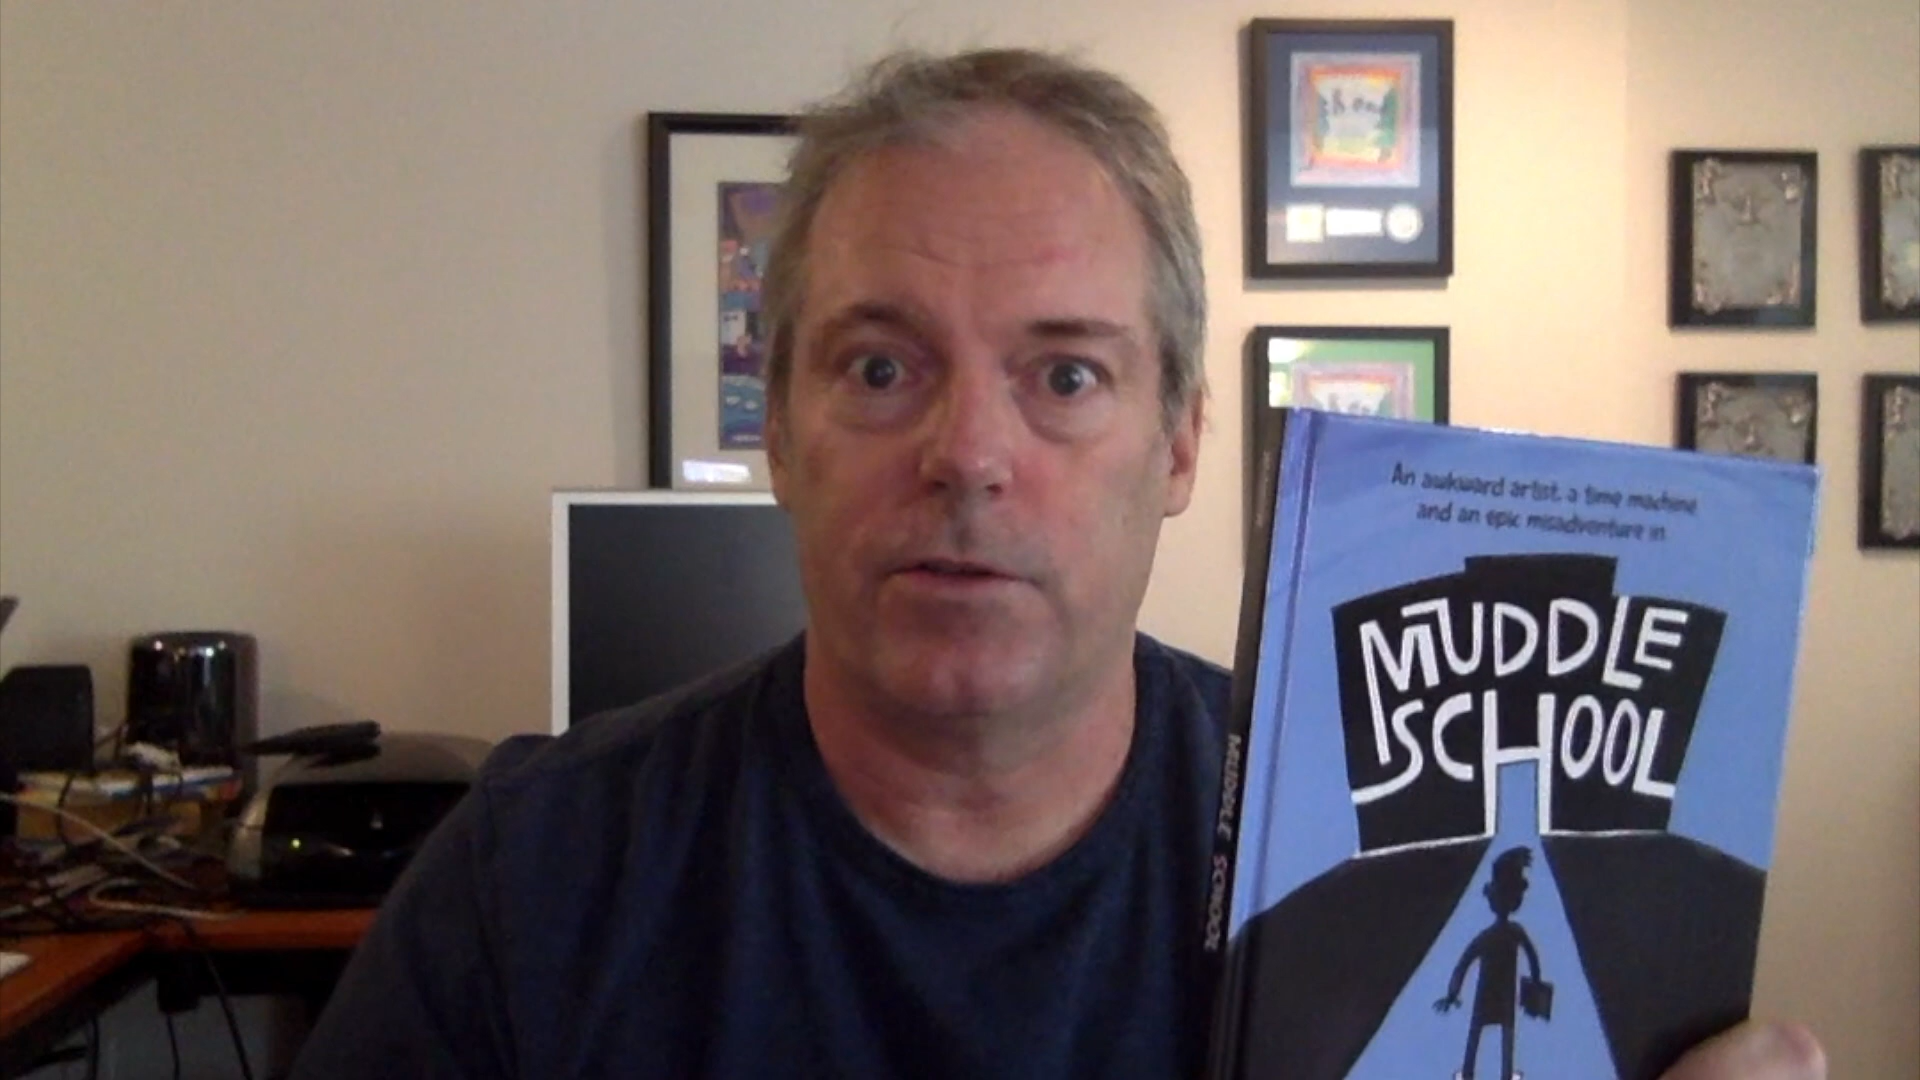 An awkward artist, a time machine
and an epic misadventure in
MUDDLE
SCHOOL
MUDDLE SCHOOL